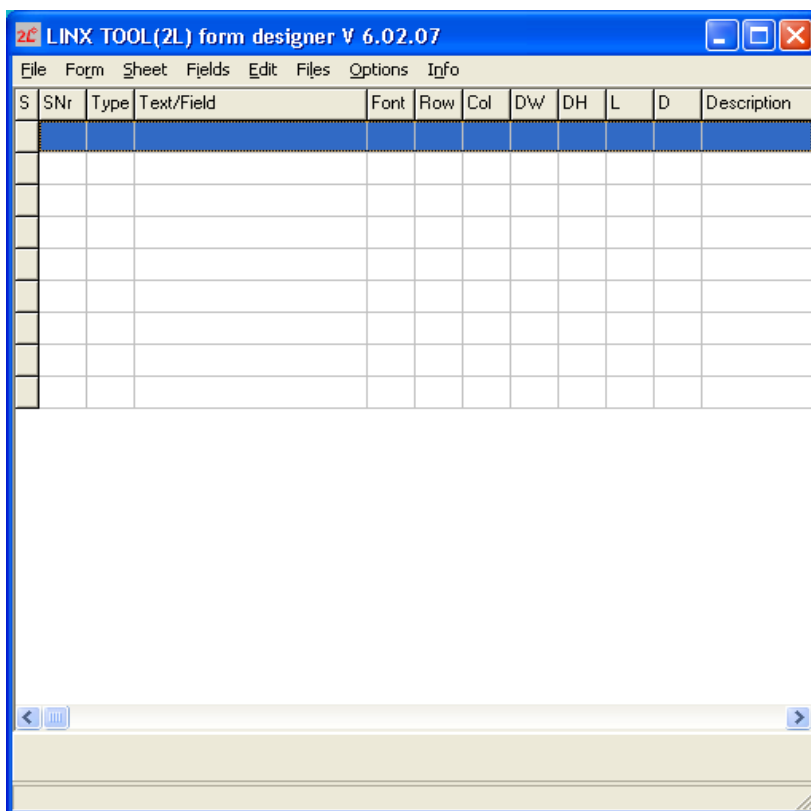 2L LINX TOOL(2L) form designer V 6.02.07
File Form Sheet Fields Edit Files Options Info
S SNr Type Text/Field Font Row Col DW DH L D Description